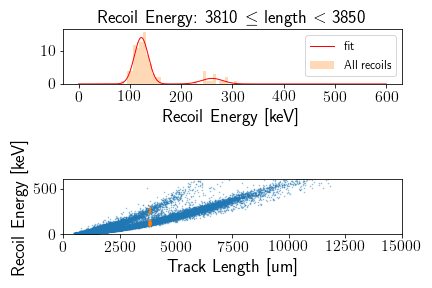 Recoil Energy: 3810 ≤ length < 3850
10
0
fit
All recoils
0 100 200 300 400 500 600
Recoil Energy [keV]
Recoil Energy [keV]
500
0
0 2500 5000 7500 10000 12500 15000
Track Length [um]